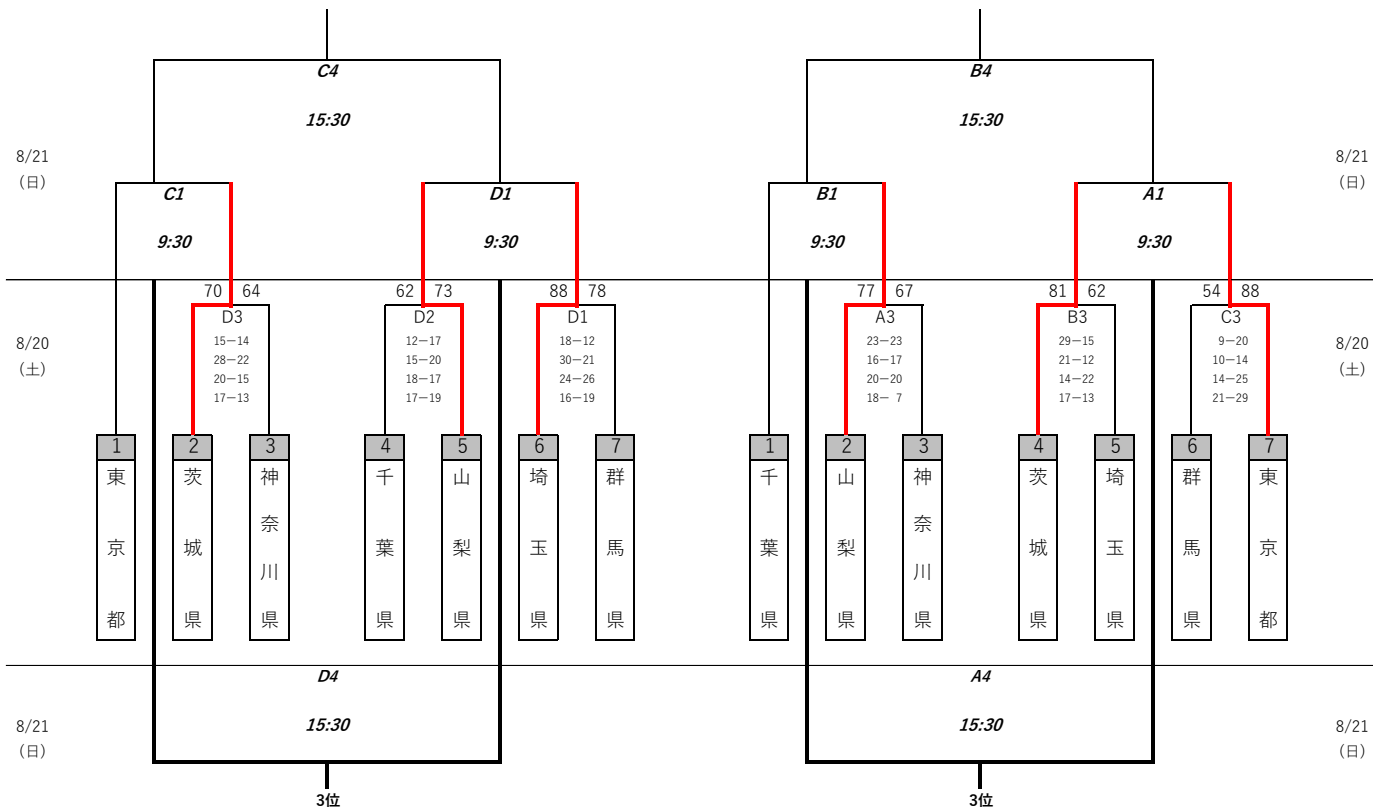 C4 B4
15:30 15:30
8/21 8/21
（日） （日）
C1 D1 B1 A1
9:30 9:30 9:30 9:30
70 64 62 73 88 78 77 67 81 62 54 88
D3 D2 D1 A3 B3 C3
8/20 8/20
（土） （土）
15－14 12－17 18－12 23－23 29－15 9－20
28－22 15－20 30－21 16－17 21－12 10－14
20－15 18－17 24－26 20－20 14－22 14－25
17－13 17－19 16－19 18－ 7 17－13 21－29
1 2 3 4 5 6 7 1 2 3 4 5 6 7
東京都 茨城県 神奈川県 千葉県 山梨県 埼玉県 群馬県 千葉県 山梨県 神奈川県 茨城県 埼玉県 群馬県 東京都
D4 A4
15:30 15:30
8/21 8/21
（日） （日）
3位 3位